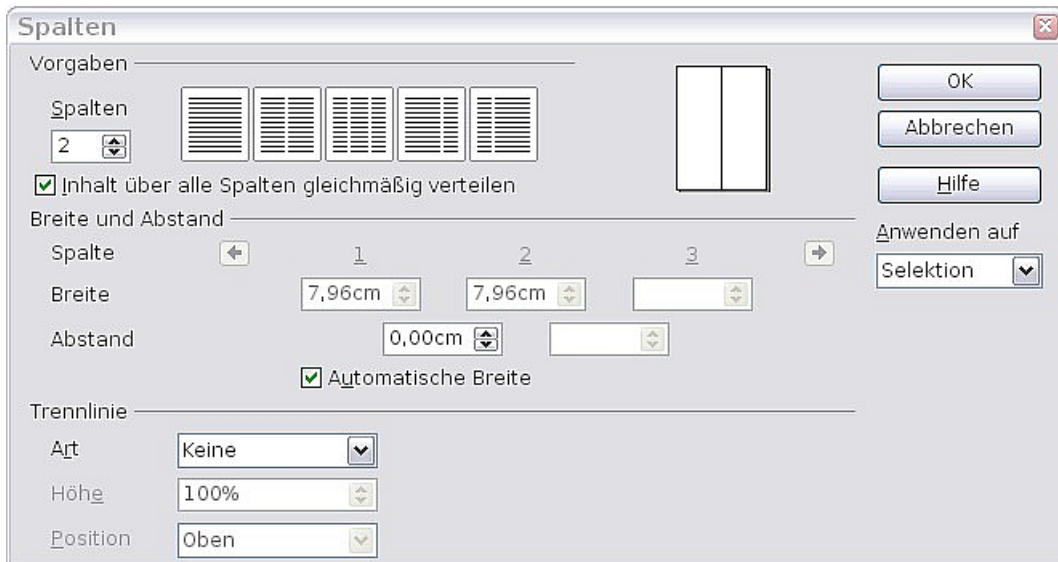 Spalten
Vorgaben
Spalten
2
Inhalt über alle Spalten gleichmäßig verteilen
OK
Abbrechen
Hilfe
Anwenden auf
Selektion
Breite und Abstand
Spalte 1 2 3
Breite 7,96cm 7,96cm
Abstand 0,00cm
Automatische Breite
Trennlinie
Art Keine
Höhe 100%
Position Oben